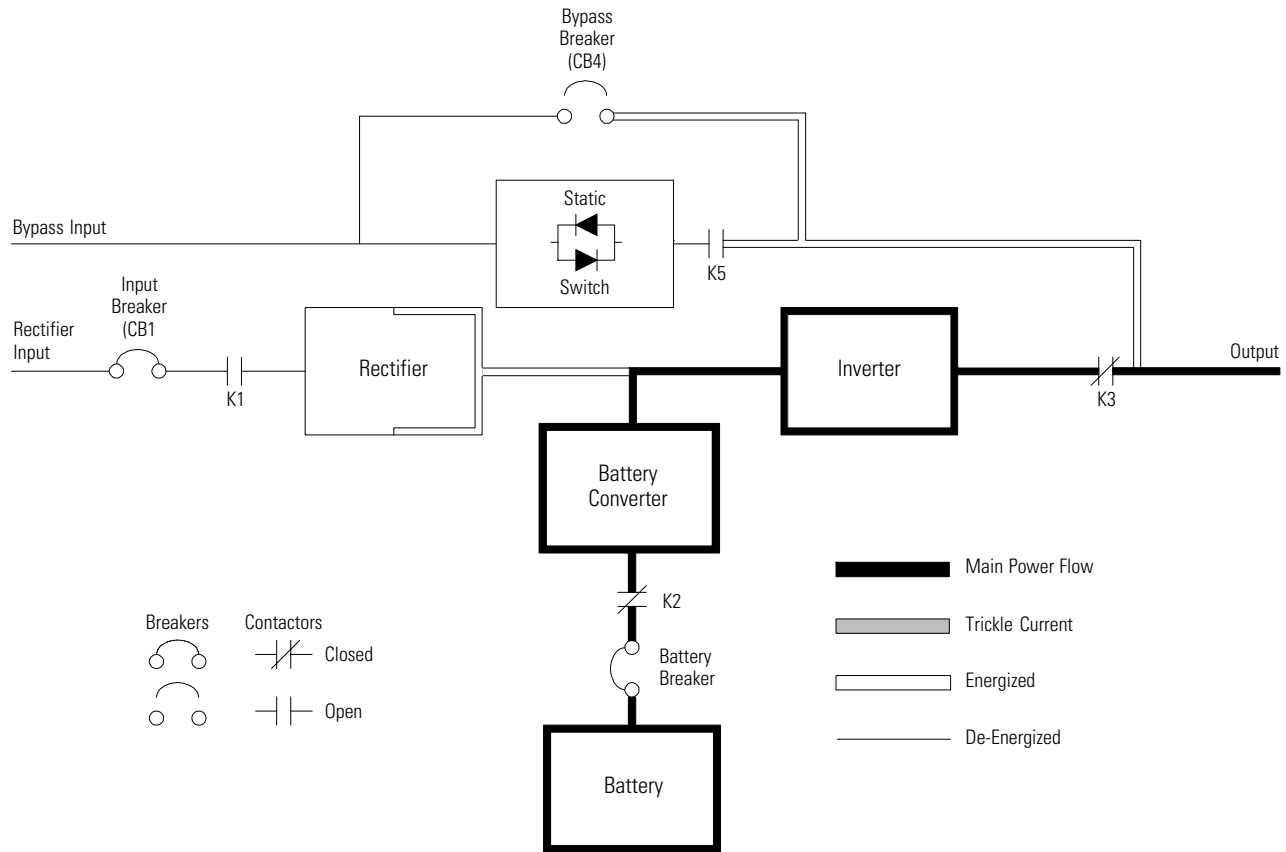 Bypass
Breaker
(CB4)
Static
Bypass Input
Switch
K5
Input
Breaker
(CB1
Rectifier
Input
K1
Rectifier
Inverter
K3
Output
Battery
Converter
K2
Battery
Breaker
Battery
Breakers
Contactors
Closed
Open
Main Power Flow
Trickle Current
Energized
De-Energized